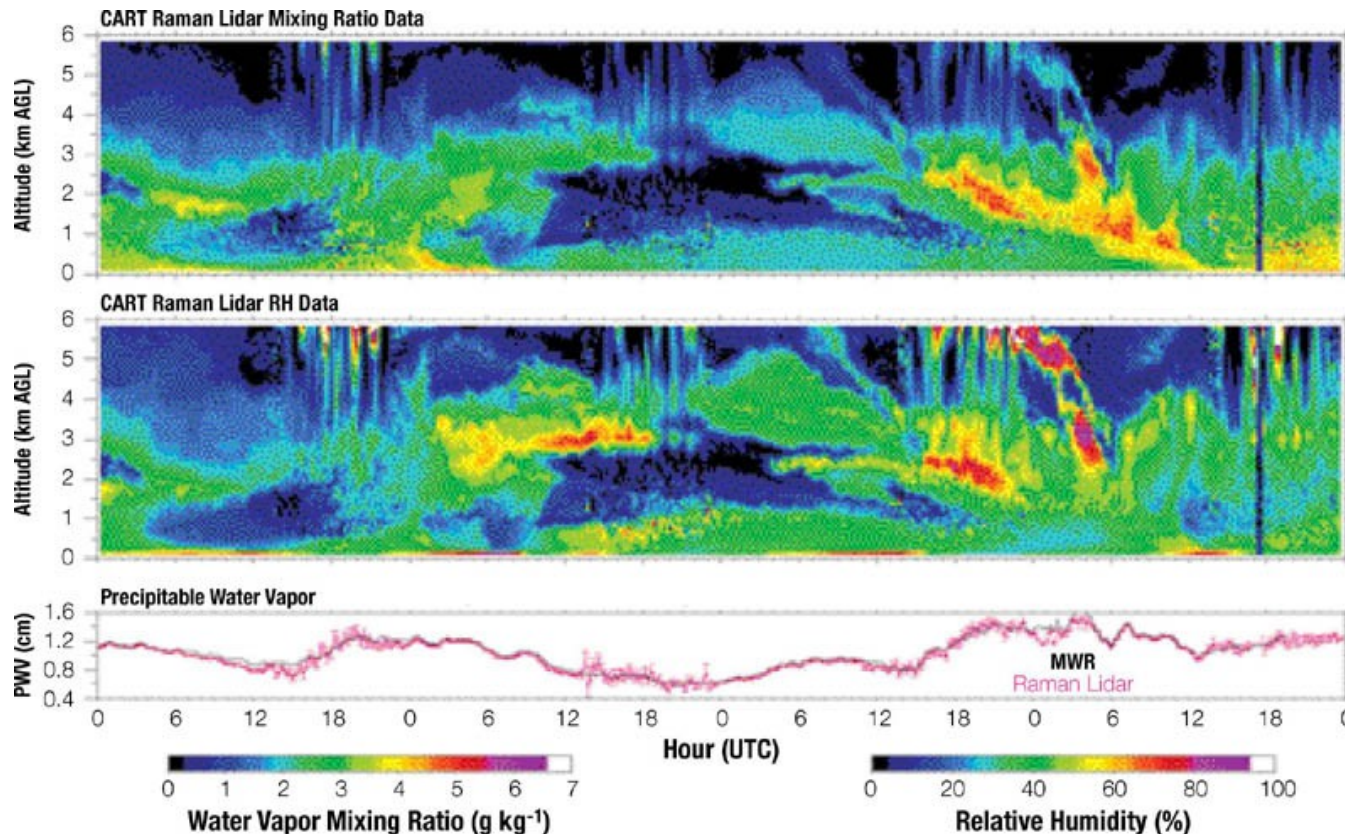 CART Raman Lidar Mixing Ratio Data
6
5
4
3
2
1
0
Altitude (km AGL)
CART Raman Lidar RH Data
6
5
4
3
2
1
0
Altitude (km AGL)
Precipitable Water Vapor
1.6
1.2
0.8
0.4
PWV (cm)
MWR
Raman Lidar
0 6 12 18 0 6 12 18 0 6 12 18 0 6 12 18 0
Hour (UTC)
0 1 2 3 4 5 6 7
Water Vapor Mixing Ratio (g kg⁻¹)
0 20 40 60 80 100
Relative Humidity (%)